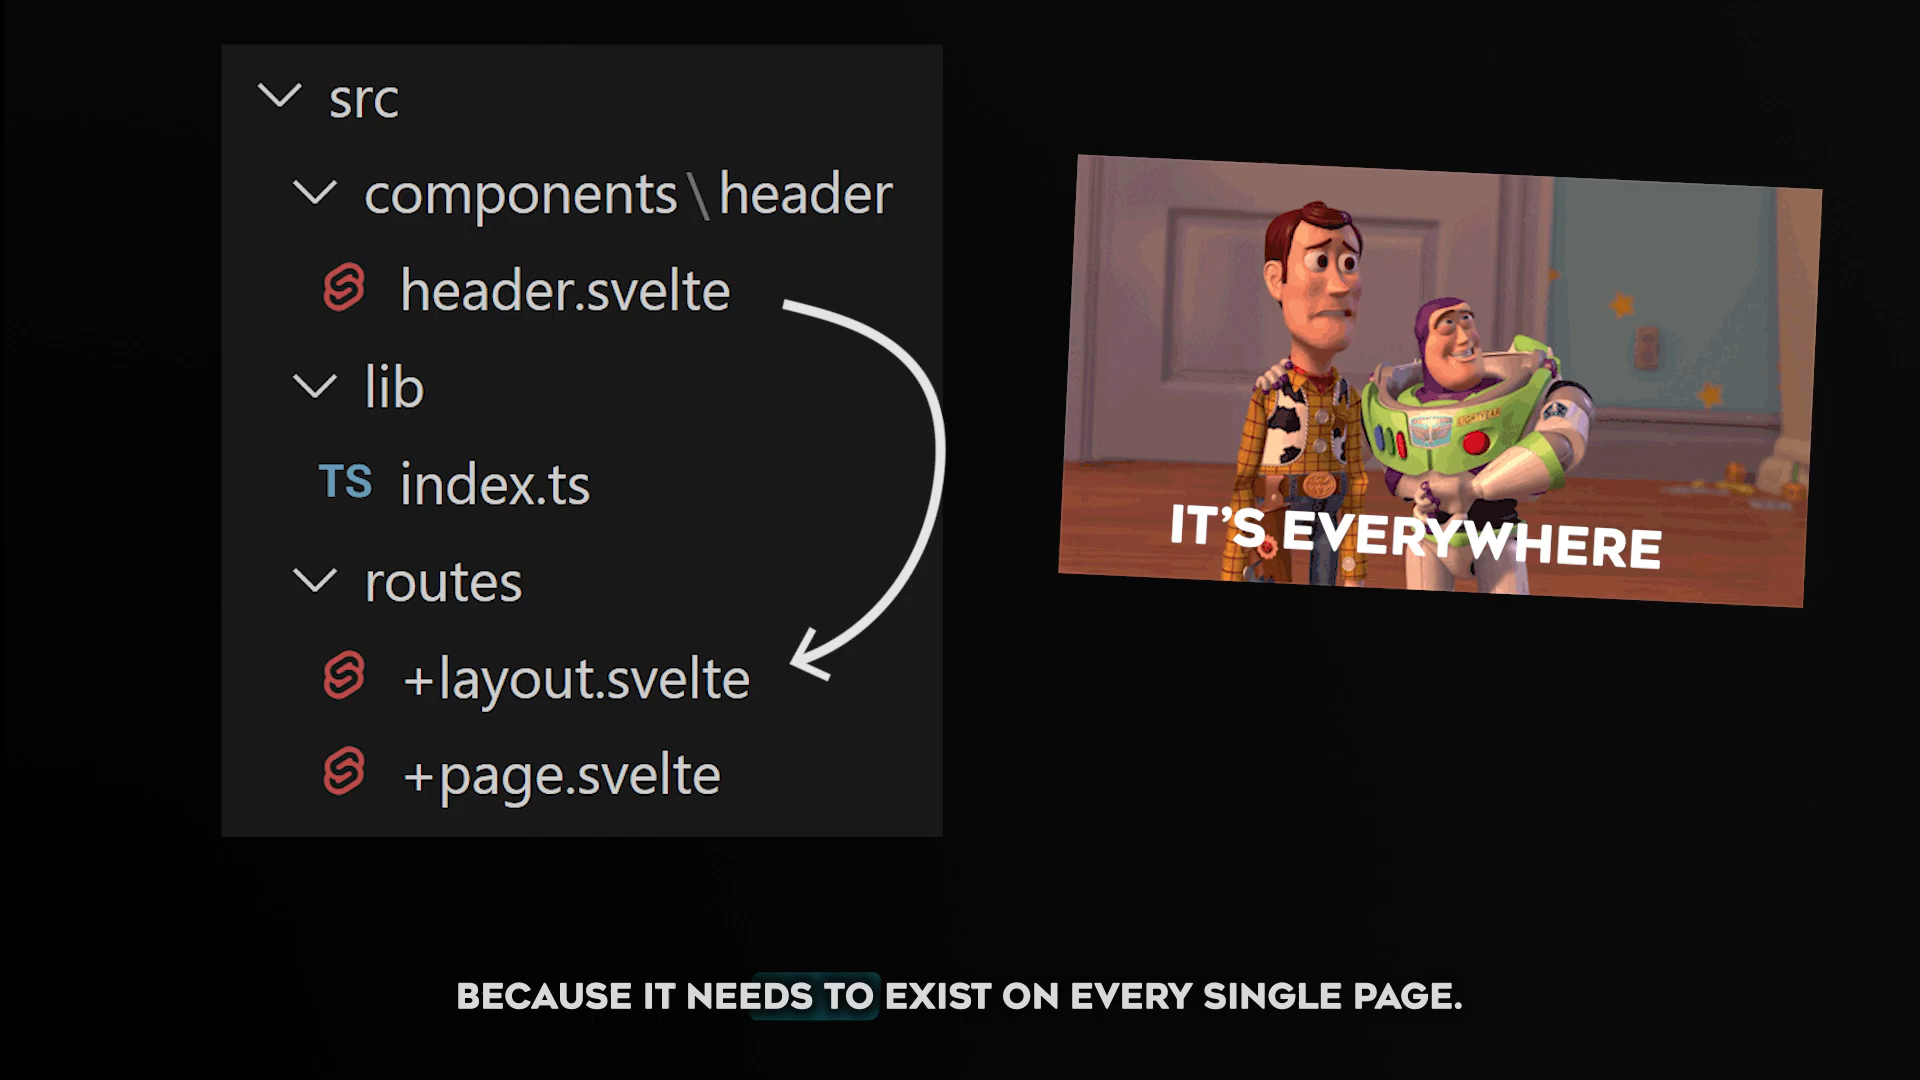 src
components\header
header.svelte
lib
TS index.ts
routes
+layout.svelte
+page.svelte
IT'S EVERYWHERE
BECAUSE IT NEEDS TO EXIST ON EVERY SINGLE PAGE.